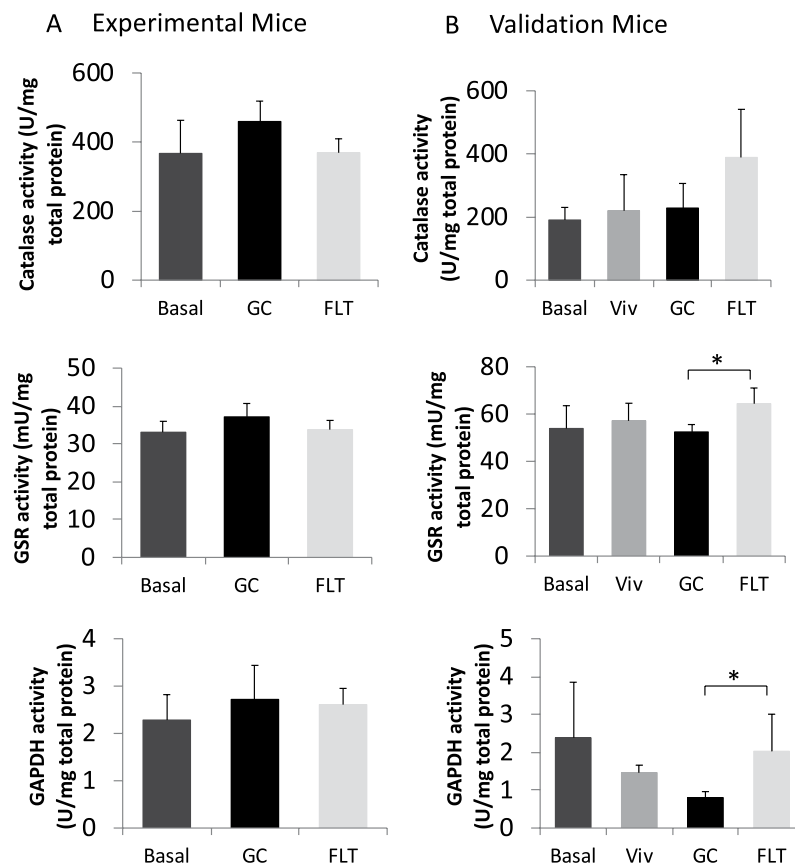 A Experimental Mice
Catalase activity (U/mg
total protein)
600
400
200
0
Basal GC FLT
GSR activity (mU/mg
total protein)
50
40
30
20
10
0
Basal GC FLT
GAPDH activity
(U/mg total protein)
4
3
2
1
0
Basal GC FLT
B Validation Mice
Catalase activity
(U/mg total protein)
600
400
200
0
Basal Viv GC FLT
GSR activity (mU/mg
total protein)
80
60
40
20
0
*
Basal Viv GC FLT
GAPDH activity
(U/mg total protein)
5
4
3
2
1
0
*
Basal Viv GC FLT